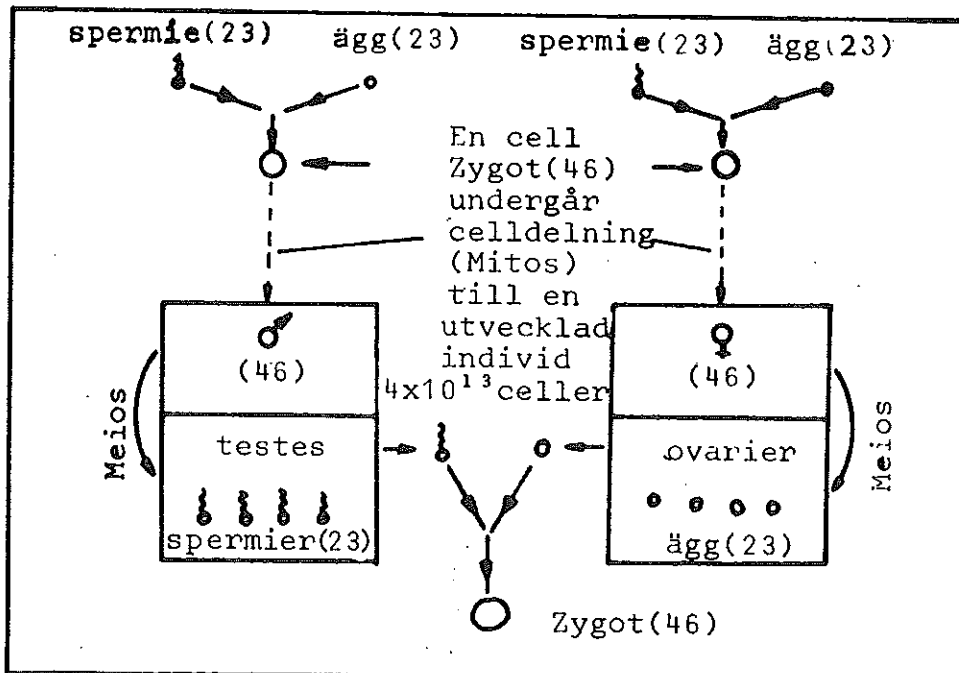 spermie(23) ägg(23) spermie(23) ägg(23)
En cell
Zygot(46)
undergår
celldelning
(Mitos)
till en
utvecklad
individ
4x10¹³celler
(46)
(46)
Meios
Meios
testes
ovarier
spermier(23)
ägg(23)
Zygot(46)